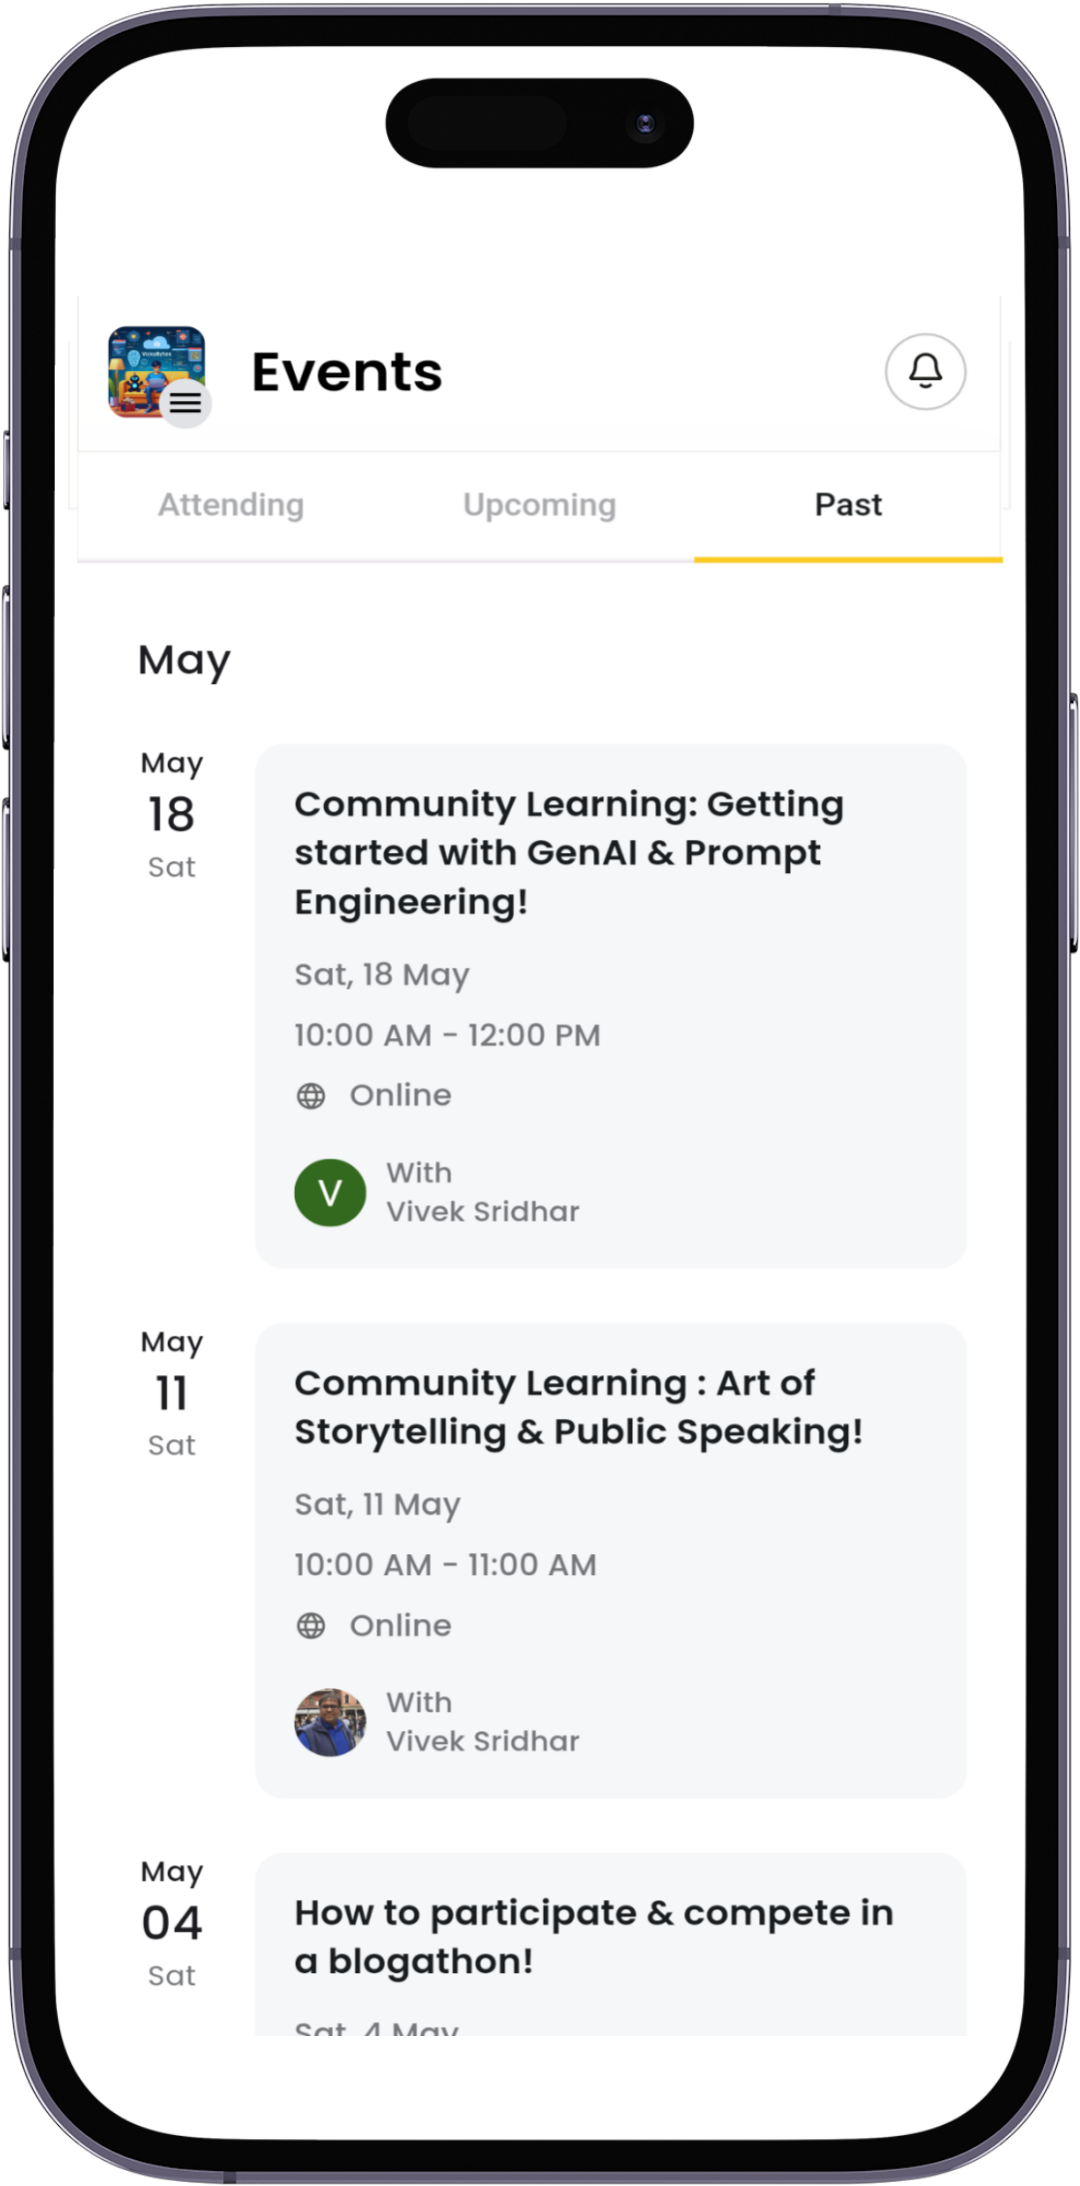 Events
Attending Upcoming Past
May
May
18
Sat
Community Learning: Getting
started with GenAI & Prompt
Engineering!
Sat, 18 May
10:00 AM - 12:00 PM
Online
V
With
Vivek Sridhar
May
11
Sat
Community Learning : Art of
Storytelling & Public Speaking!
Sat, 11 May
10:00 AM - 11:00 AM
Online
With
Vivek Sridhar
May
04
Sat
How to participate & compete in
a blogathon!
Sat, 4 May